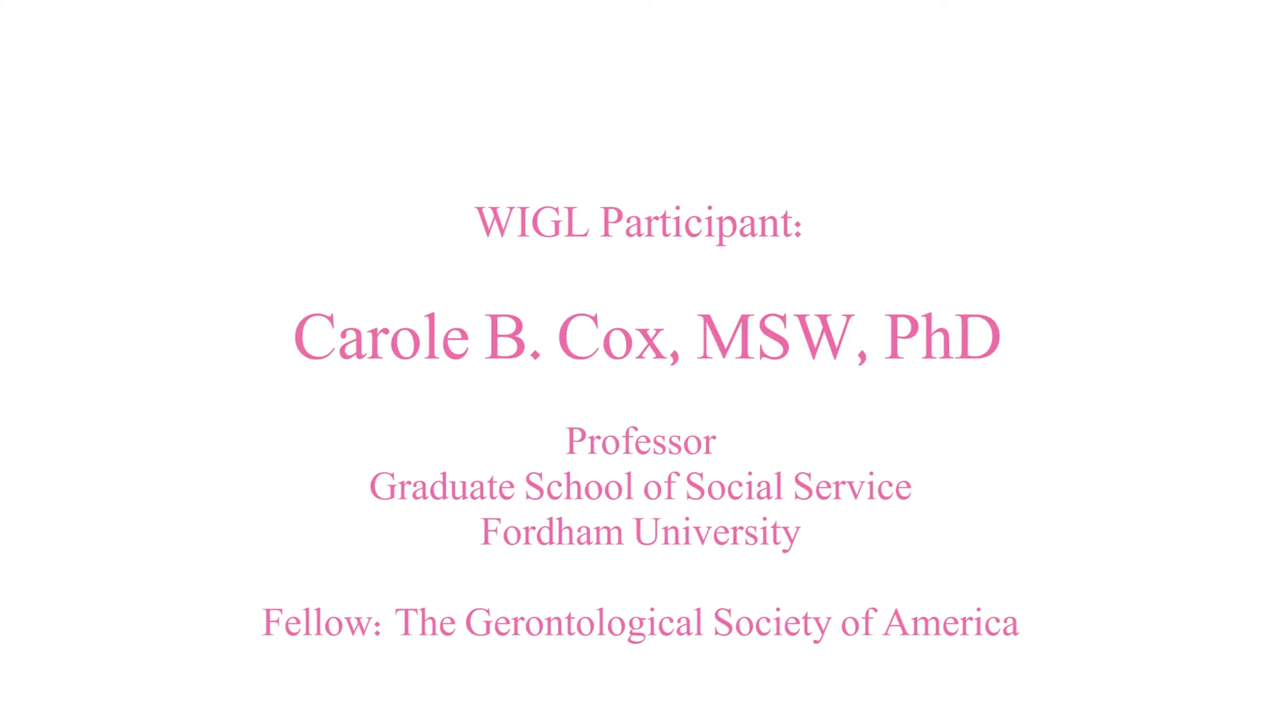 WIGL Participant:
Carole B. Cox, MSW, PhD
Professor
Graduate School of Social Service
Fordham University
Fellow: The Gerontological Society of America